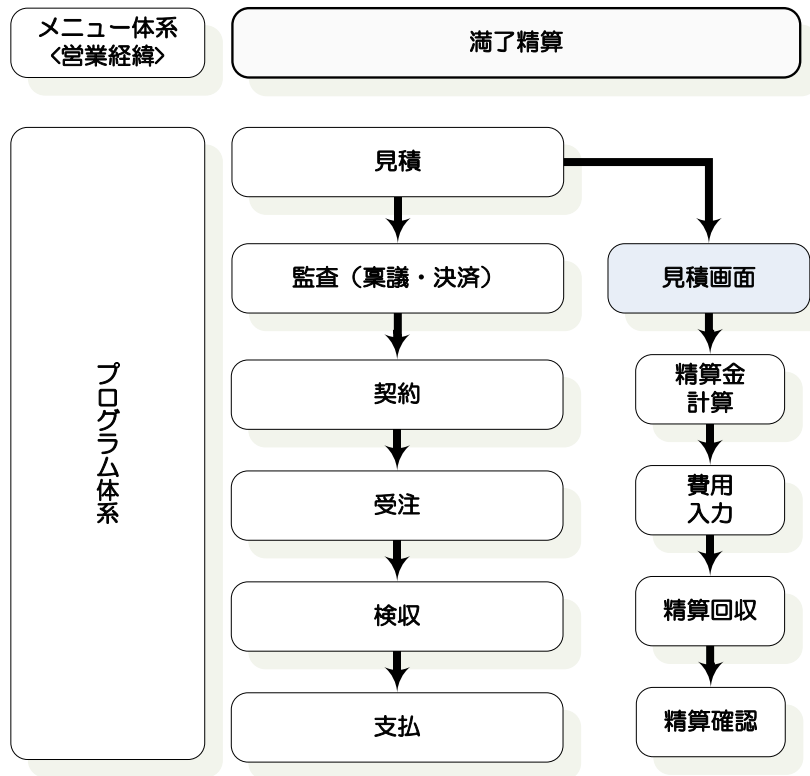 メニュー体系
<営業経緯>
満了精算
プログラム体系
見積
監査（稟議・決済）
契約
受注
検収
支払
見積画面
精算金
計算
費用
入力
精算回収
精算確認